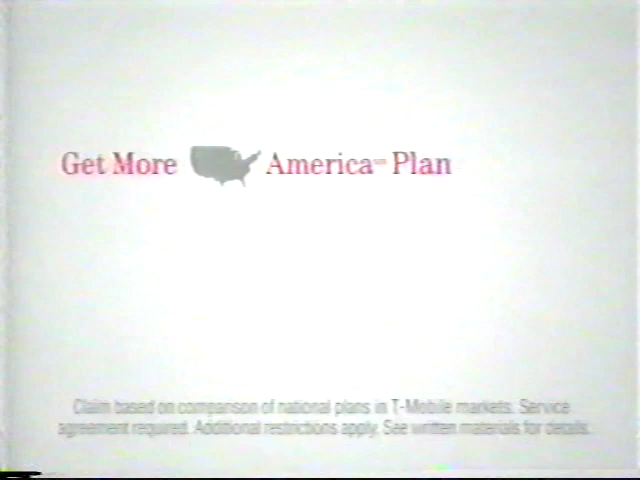 Get More America℠ Plan
Claim based on comparison of national plans in T-Mobile markets. Service
agreement required. Additional restrictions apply. See written materials for details.